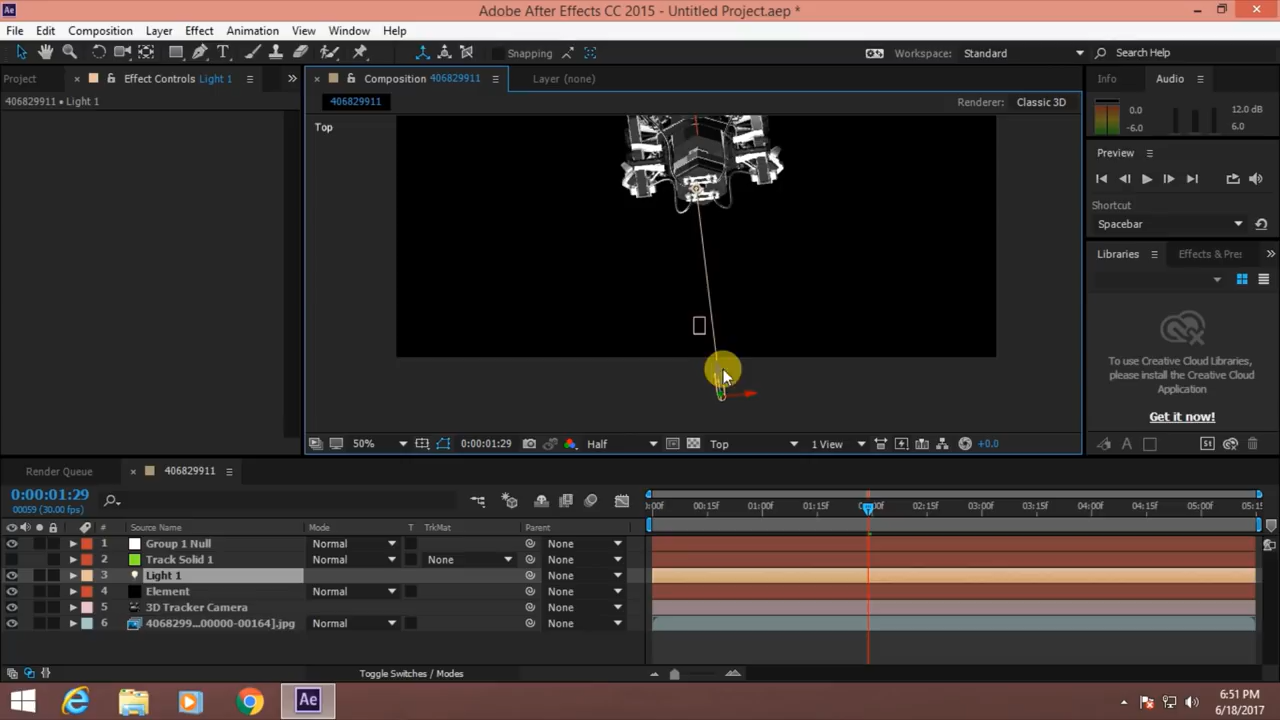 Ae
Adobe After Effects CC 2015 - Untitled Project.aep *
File Edit Composition Layer Effect Animation View Window Help
Snapping
Workspace: Standard
Search Help
Project
Effect Controls Light 1
Composition 406829911
Layer (none)
Info
Audio
406829911 • Light 1
406829911
Renderer: Classic 3D
Top
0.0
-6.0
12.0 dB
6.0
Preview
Shortcut
Spacebar
Libraries
Effects & Pres
To use Creative Cloud Libraries,
please install the Creative Cloud
Application
Get it now!
50%
0:00:01:29
Half
Top
1 View
+0.0
Render Queue
406829911
0:00:01:29
00059 (30.00 fps)
00:15f 01:00f 01:15f 02:15f 03:00f 03:15f 04:00f 04:15f 05:00f
# Source Name Mode T TrkMat Parent
1 Group 1 Null Normal None
2 Track Solid 1 Normal None None
3 Light 1 None
4 Element Normal None
5 3D Tracker Camera None
6 4068299...00000-00164].jpg Normal None
Toggle Switches / Modes
Ae
6:51 PM
6/18/2017